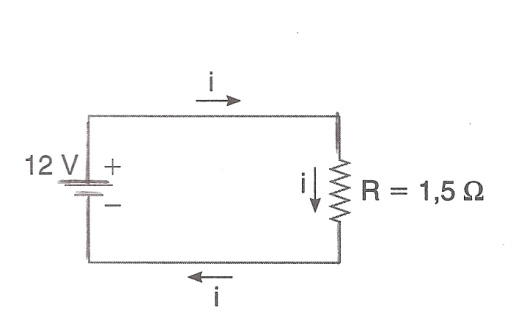 i
12 V +
i
R = 1,5 Ω
–
i